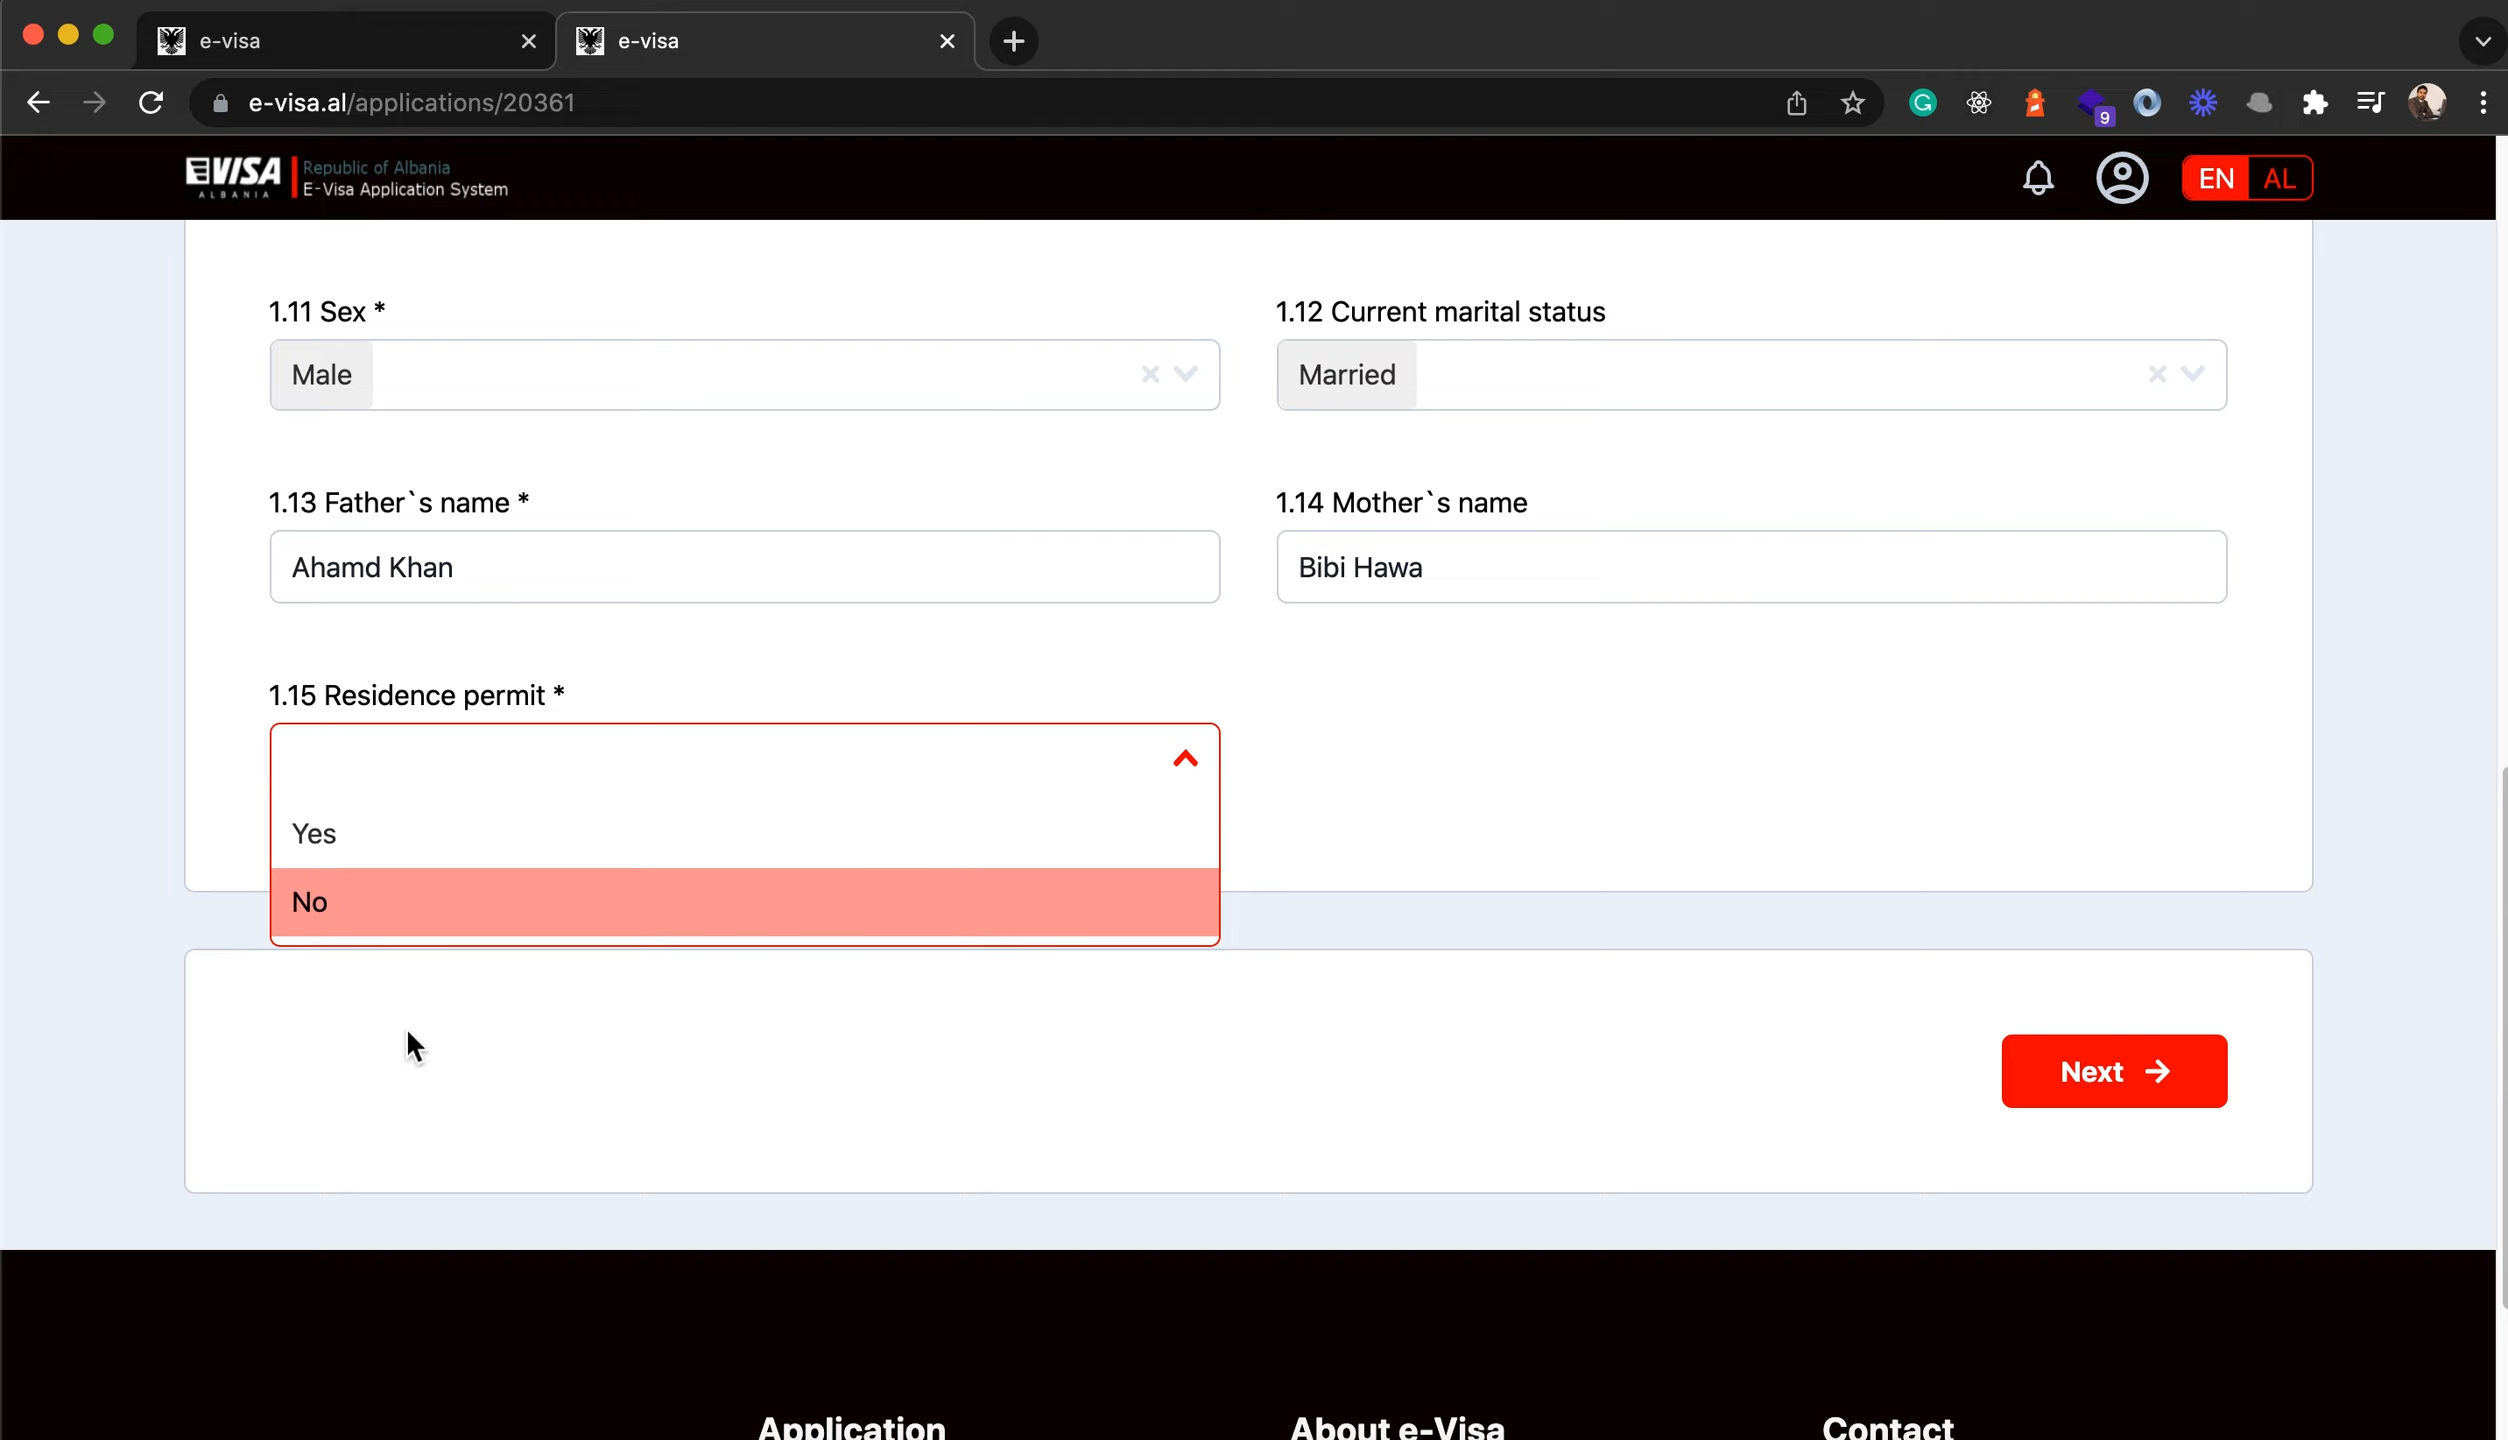 e-visa
e-visa
e-visa.al/applications/20361
9
EVISA
ALBANIA
Republic of Albania
E-Visa Application System
EN
AL
1.11 Sex *
1.12 Current marital status
Male
Married
1.13 Father`s name *
1.14 Mother`s name
Ahamd Khan
Bibi Hawa
1.15 Residence permit *
Yes
No
Next
Application
About e-Visa
Contact